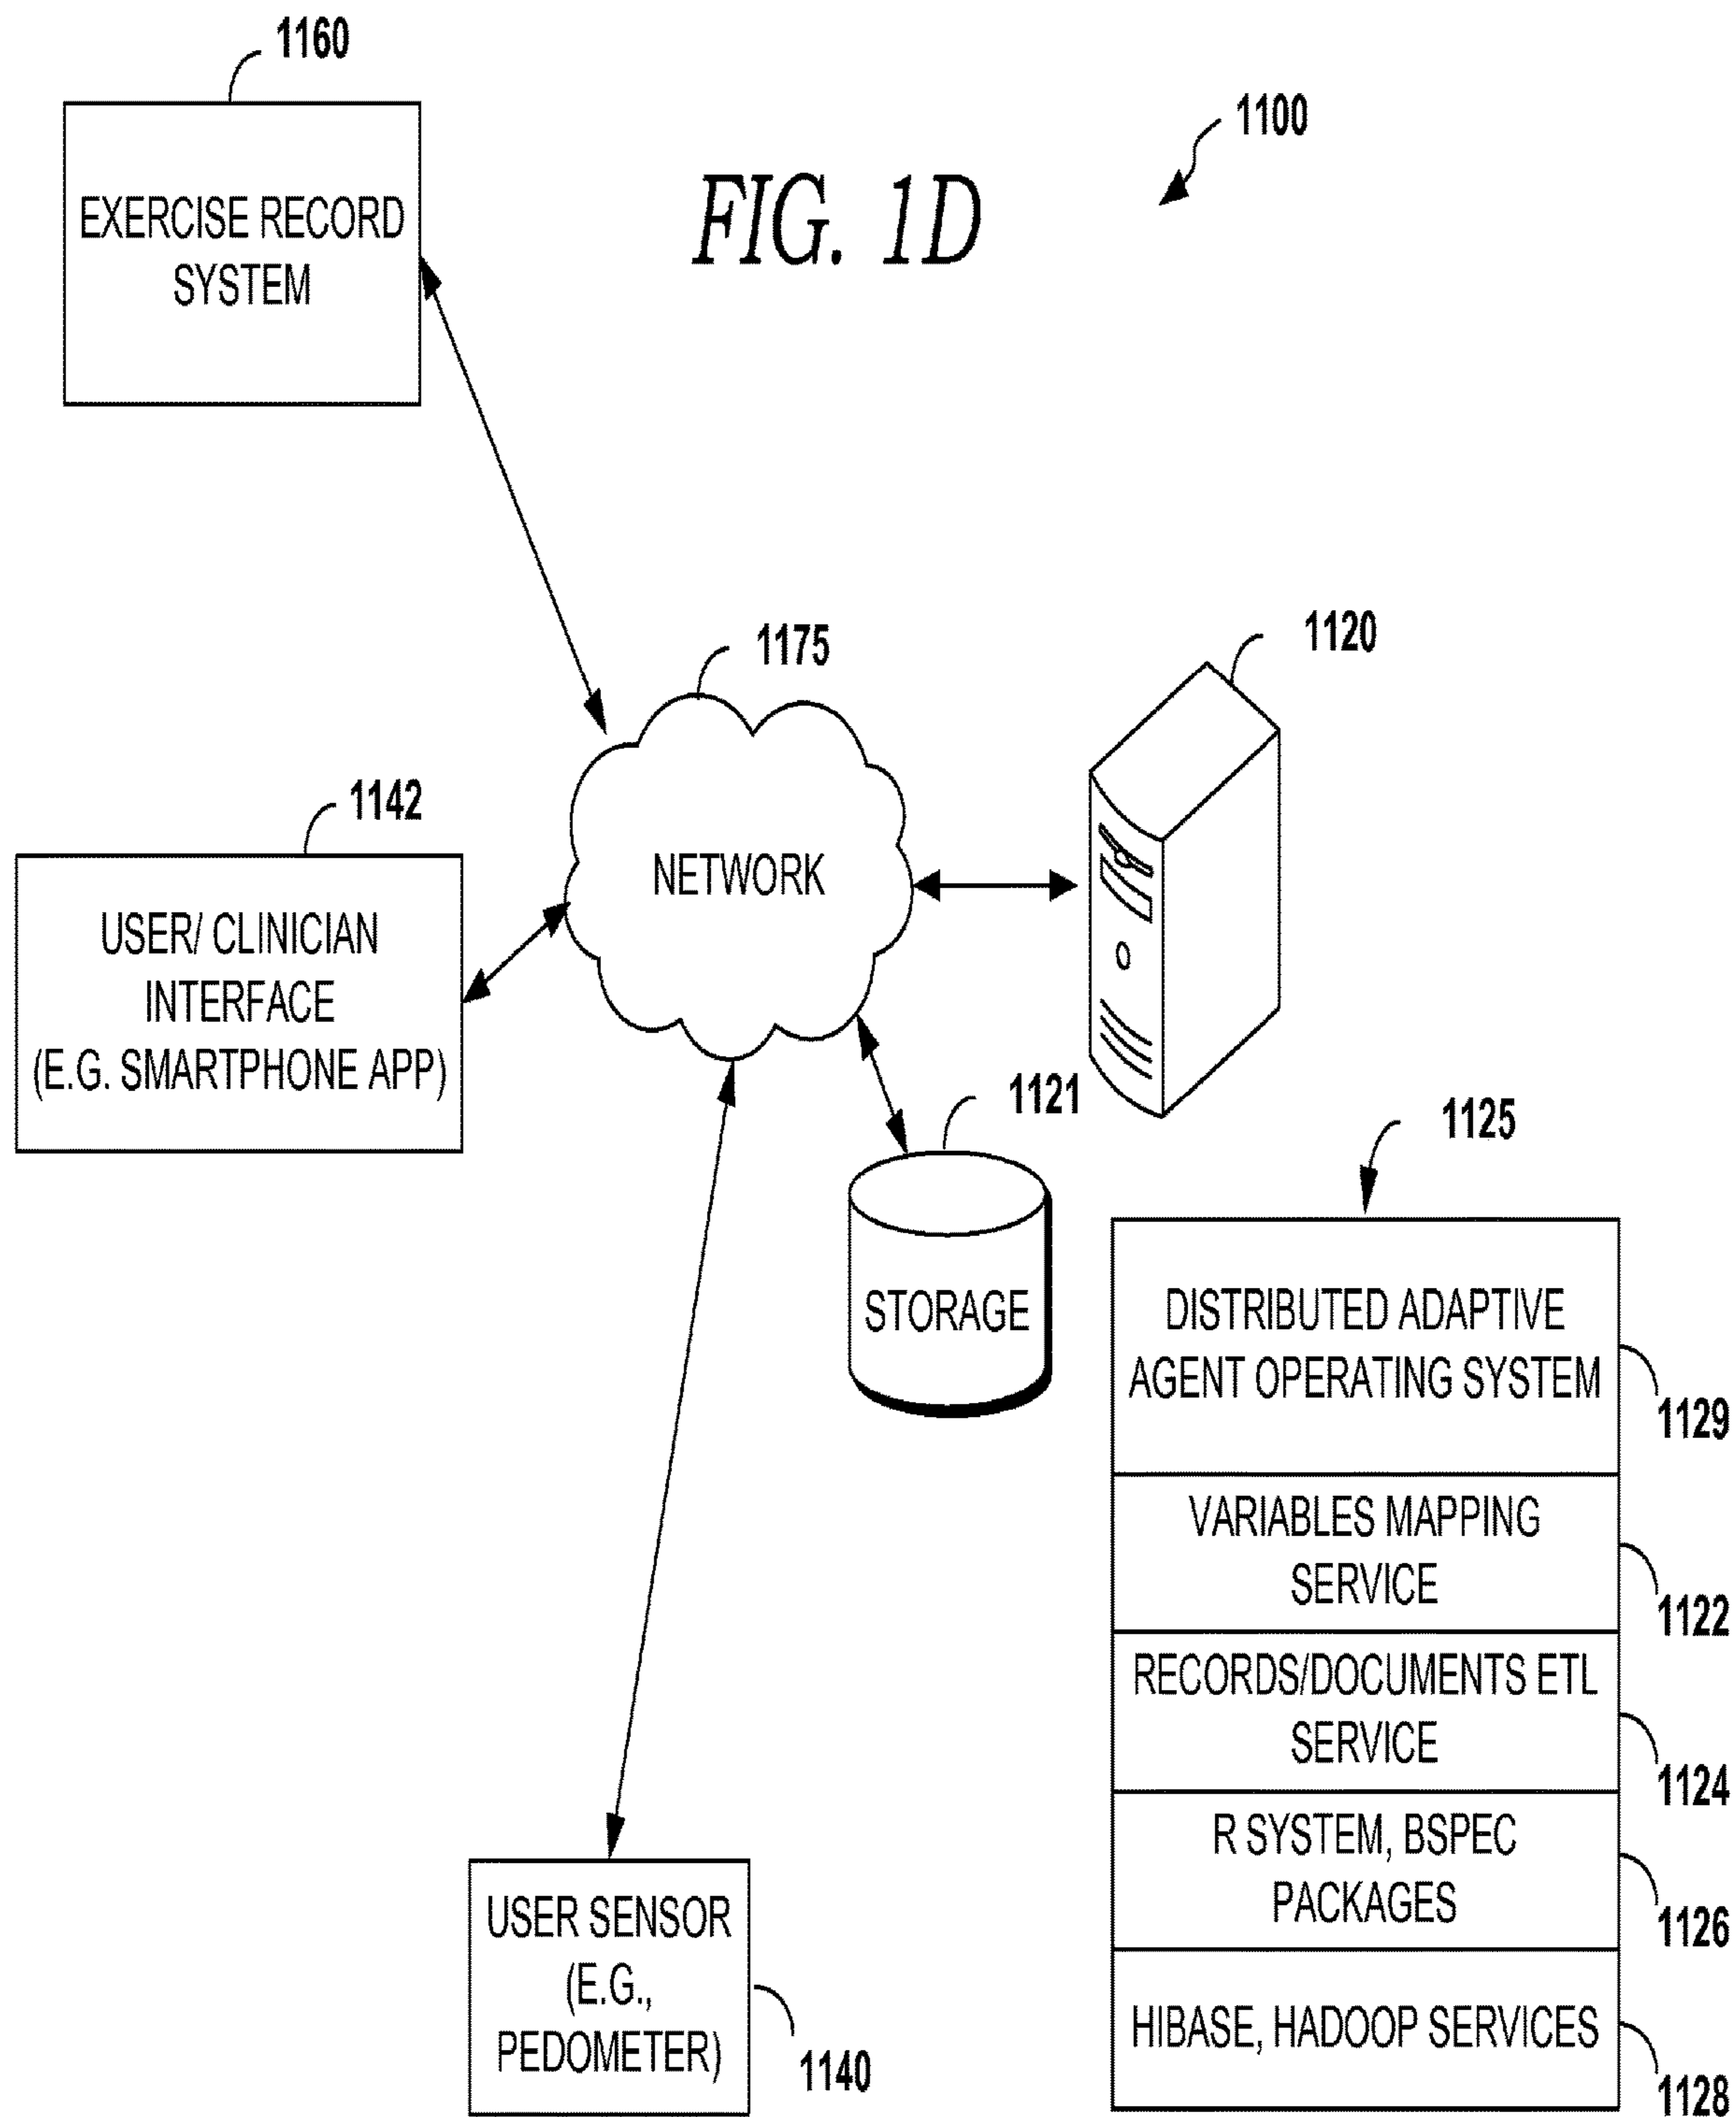 1160
1100
EXERCISE RECORD
SYSTEM
FIG. 1D
1175
1120
1142
NETWORK
USER/ CLINICIAN
INTERFACE
(E.G. SMARTPHONE APP)
1121
1125
STORAGE
DISTRIBUTED ADAPTIVE
AGENT OPERATING SYSTEM
1129
VARIABLES MAPPING
SERVICE
1122
RECORDS/DOCUMENTS ETL
SERVICE
1124
R SYSTEM, BSPEC
PACKAGES
1126
HIBASE, HADOOP SERVICES
1128
USER SENSOR
(E.G.,
PEDOMETER)
1140